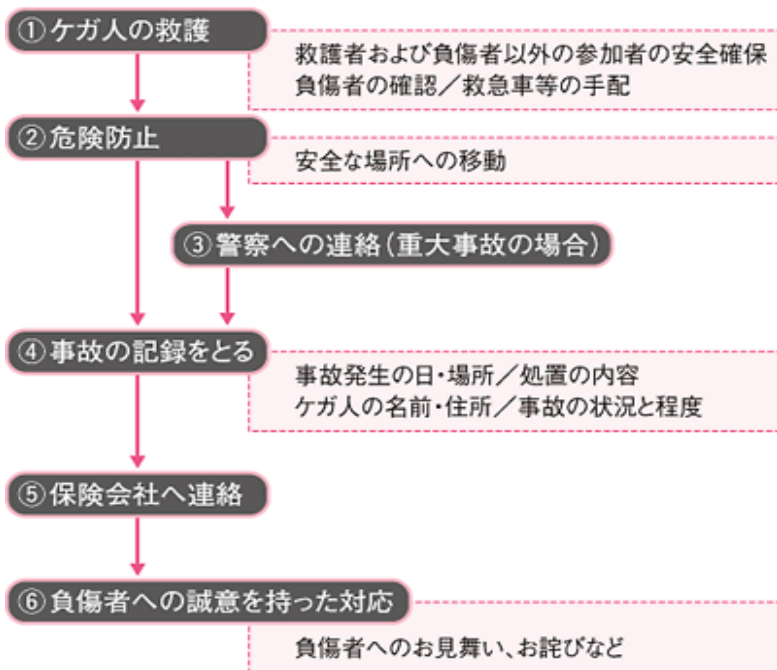 ①ケガ人の救護
救護者および負傷者以外の参加者の安全確保
負傷者の確認／救急車等の手配
②危険防止
安全な場所への移動
③警察への連絡(重大事故の場合)
④事故の記録をとる
事故発生の日・場所／処置の内容
ケガ人の名前・住所／事故の状況と程度
⑤保険会社へ連絡
⑥負傷者への誠意を持った対応
負傷者へのお見舞い、お詫びなど